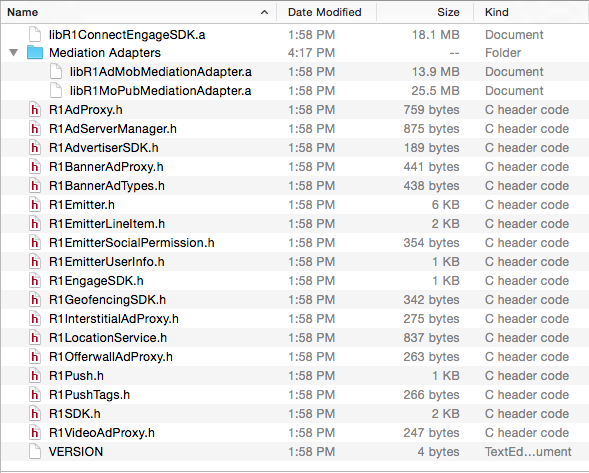 Name Date Modified Size Kind
libR1ConnectEngageSDK.a 1:58 PM 18.1 MB Document
Mediation Adapters 4:17 PM -- Folder
libR1AdMobMediationAdapter.a 1:58 PM 13.9 MB Document
libR1MoPubMediationAdapter.a 1:58 PM 25.5 MB Document
h R1AdProxy.h 1:58 PM 759 bytes C header code
h R1AdServerManager.h 1:58 PM 875 bytes C header code
h R1AdvertiserSDK.h 1:58 PM 189 bytes C header code
h R1BannerAdProxy.h 1:58 PM 441 bytes C header code
h R1BannerAdTypes.h 1:58 PM 438 bytes C header code
h R1Emitter.h 1:58 PM 6 KB C header code
h R1EmitterLineItem.h 1:58 PM 2 KB C header code
h R1EmitterSocialPermission.h 1:58 PM 354 bytes C header code
h R1EmitterUserInfo.h 1:58 PM 1 KB C header code
h R1EngageSDK.h 1:58 PM 1 KB C header code
h R1GeofencingSDK.h 1:58 PM 342 bytes C header code
h R1InterstitialAdProxy.h 1:58 PM 275 bytes C header code
h R1LocationService.h 1:58 PM 837 bytes C header code
h R1OfferwallAdProxy.h 1:58 PM 263 bytes C header code
h R1Push.h 1:58 PM 1 KB C header code
h R1PushTags.h 1:58 PM 266 bytes C header code
h R1SDK.h 1:58 PM 2 KB C header code
h R1VideoAdProxy.h 1:58 PM 247 bytes C header code
VERSION 1:58 PM 4 bytes TextEd...ument